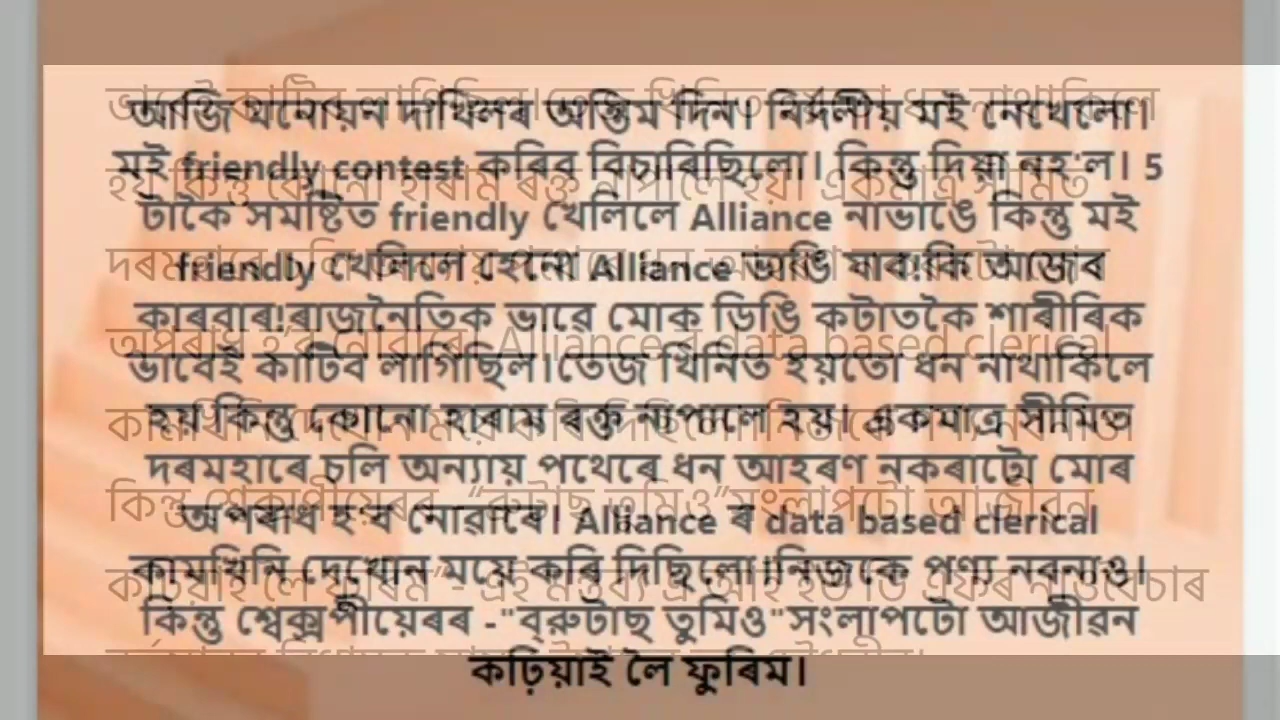 আজি মনোয়ন দাখিলৰ অন্তিম দিন। নিৰ্দলীয় মই নেখেলো।
মই friendly contest কৰিব বিচাৰিছিলো। কিন্তু দিয়া নহ'ল। 5
টাকৈ সমষ্টিত friendly খেলিলে Alliance নাভাঙে কিন্তু মই
friendly খেলিলে হেনো Alliance ভাঙি যাব!কি আজব
কাৰবাৰ!ৰাজনৈতিক ভাৱে মোক ডিঙি কটাতকৈ শাৰীৰিক
ভাবেই কাটিব লাগিছিল।তেজ খিনিত হয়তো ধন নাথাকিলে
হয় কিন্তু কোনো হাৰাম ৰক্ত নাপালে হয়। একমাত্ৰ সীমিত
দৰমহাৰে চলি অন্যায় পথেৰে ধন আহৰণ নকৰাটো মোৰ
অপৰাধ হ'ব নোৱাৰে। Alliance ৰ data based clerical
কামখিনি দেখোন ময়ে কৰি দিছিলো।।নিজকে পণ্য নবনাও।
কিন্তু শ্বেক্সপীয়েৰৰ -"ব্ৰুটাছ তুমিও"সংলাপটো আজীৱন
কঢ়িয়াই লৈ ফুৰিম।